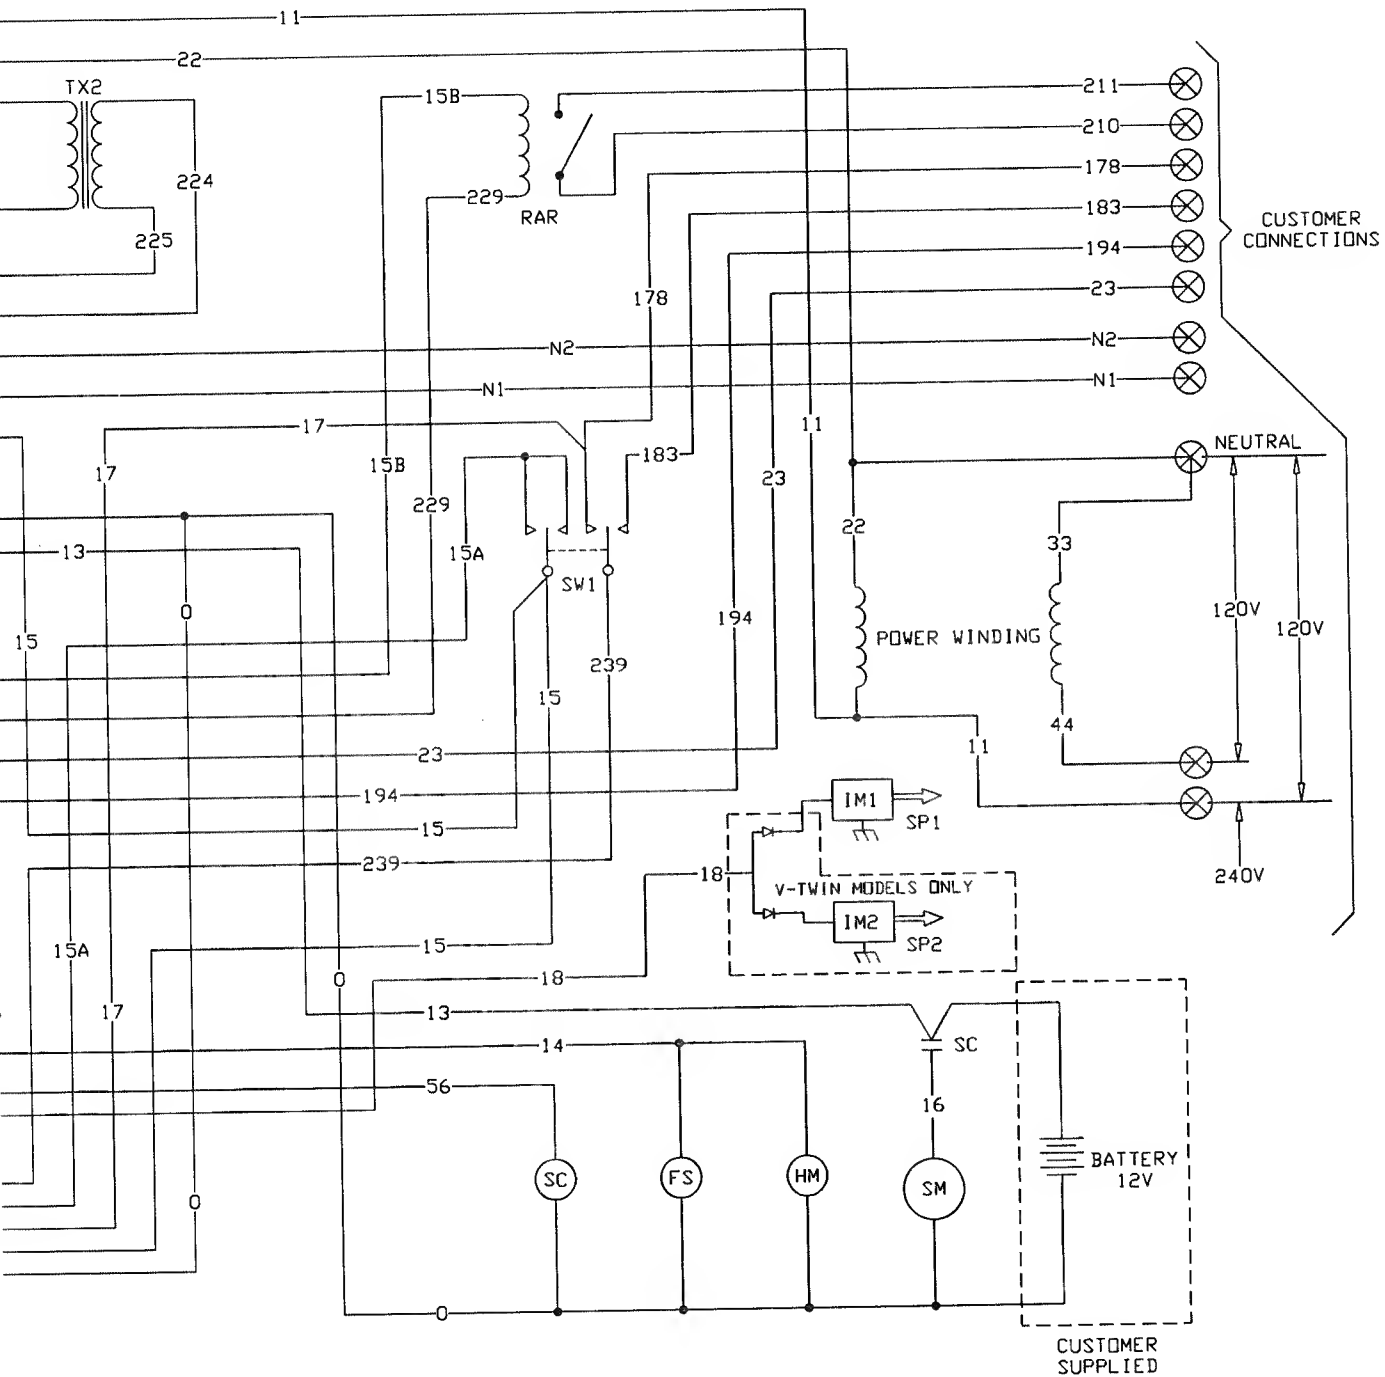 11
22
TX2
15B
211
210
224
178
229
RAR
183
225
CUSTOMER
CONNECTIONS
194
23
178
N2
N2
N1
N1
17
11
NEUTRAL
183
15B
17
23
229
22
15A
33
13
SW1
0
120V
194
120V
15
POWER WINDING
239
15
44
11
23
194
IM1
SP1
15
239
18
240V
V-TWIN MODELS ONLY
IM2
15
SP2
15A
18
0
17
13
14
SC
56
16
BATTERY
12V
SC
FS
HM
SM
0
0
CUSTOMER
SUPPLIED